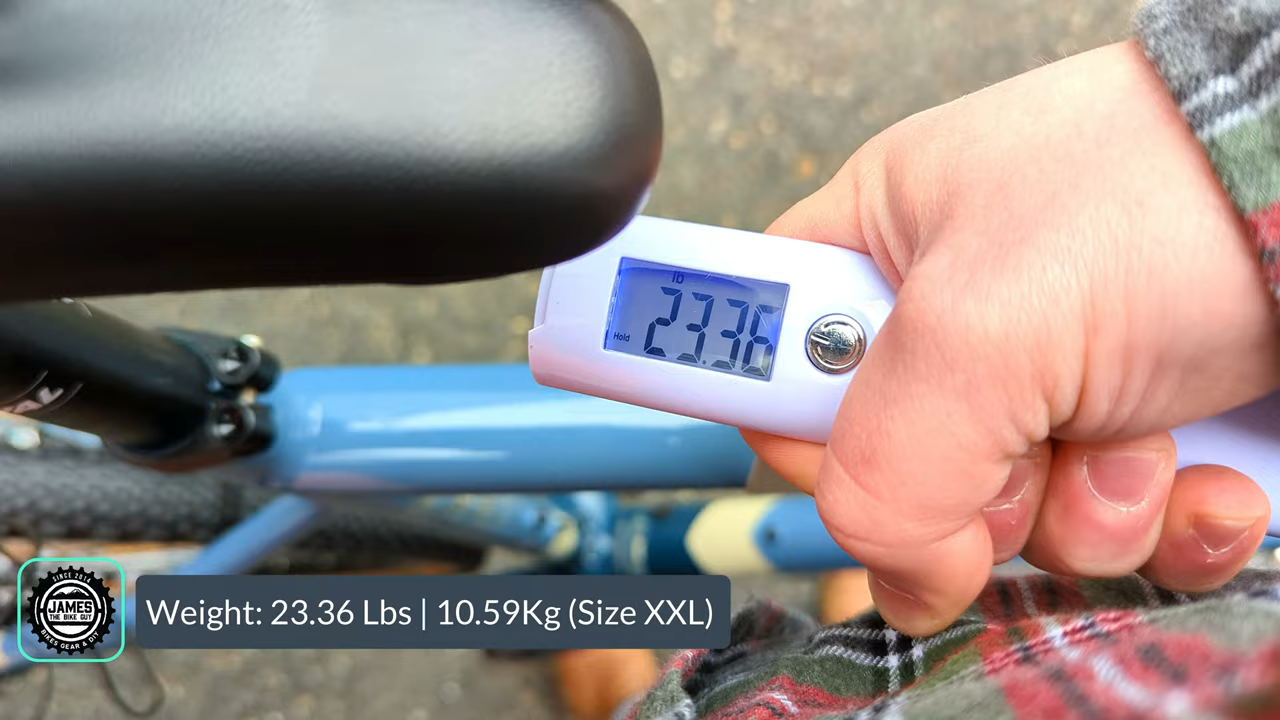 lb
Hold
23.36
SINCE 2014
JAMES
THE BIKE GUY
BIKES GEAR & DIY
Weight: 23.36 Lbs | 10.59Kg (Size XXL)